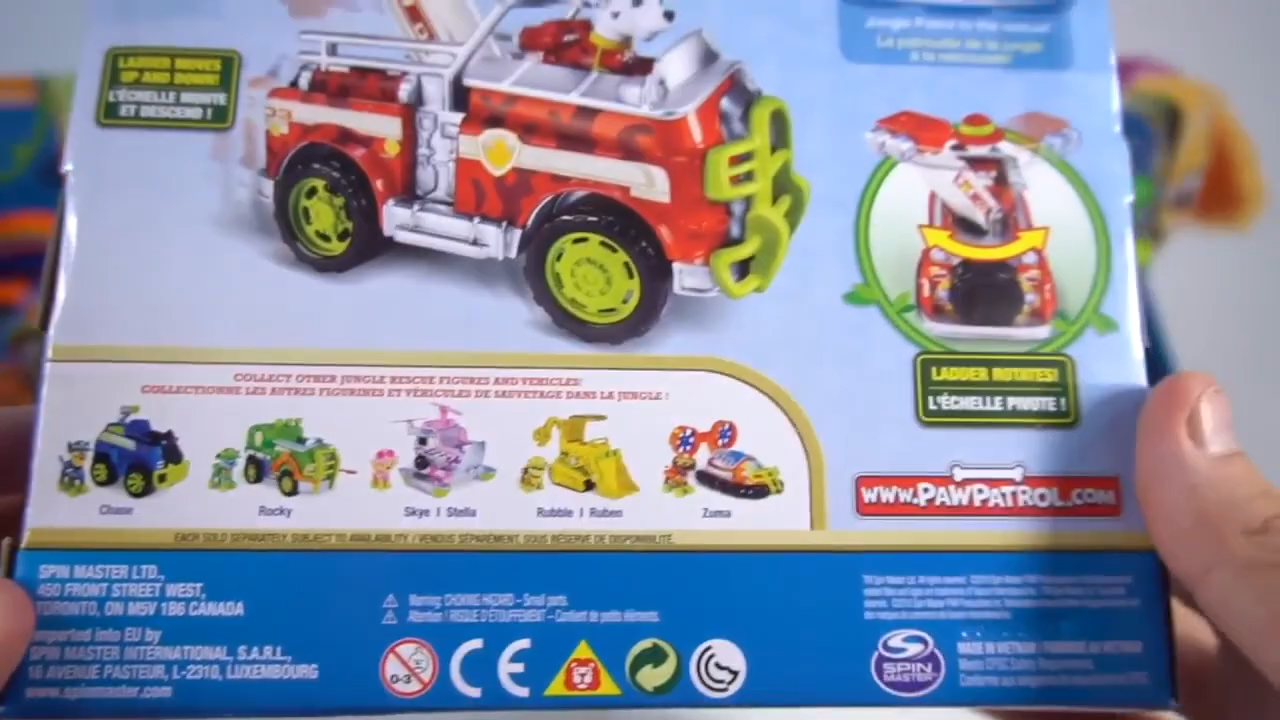 Jungle Patrol to the rescue!
La patrouille de la jungle
à la rescousse!
LADDER MOVES
UP AND DOWN!
L'ÉCHELLE MONTE
ET DESCEND !
LADDER ROTATES!
L'ÉCHELLE PIVOTE !
WWW.PAWPATROL.COM
COLLECT OTHER JUNGLE RESCUE FIGURES AND VEHICLES!
COLLECTIONNE LES AUTRES FIGURINES ET VÉHICULES DE SAUVETAGE DANS LA JUNGLE !
Chase
Rocky
Skye | Stella
Rubble | Ruben
Zuma
EACH SOLD SEPARATELY. SUBJECT TO AVAILABILITY. / VENDUS SÉPARÉMENT, SOUS RÉSERVE DE DISPONIBILITÉ.
SPIN MASTER LTD.,
450 FRONT STREET WEST,
TORONTO, ON M5V 1B6 CANADA
Imported into EU by
SPIN MASTER INTERNATIONAL, S.A.R.L.,
16 AVENUE PASTEUR, L-2310, LUXEMBOURG
www.spinmaster.com
Warning: CHOKING HAZARD – Small parts.
Attention ! RISQUE D'ÉTOUFFEMENT – Contient de petits éléments.
0-3
CE
SPIN
MASTER
MADE IN VIETNAM